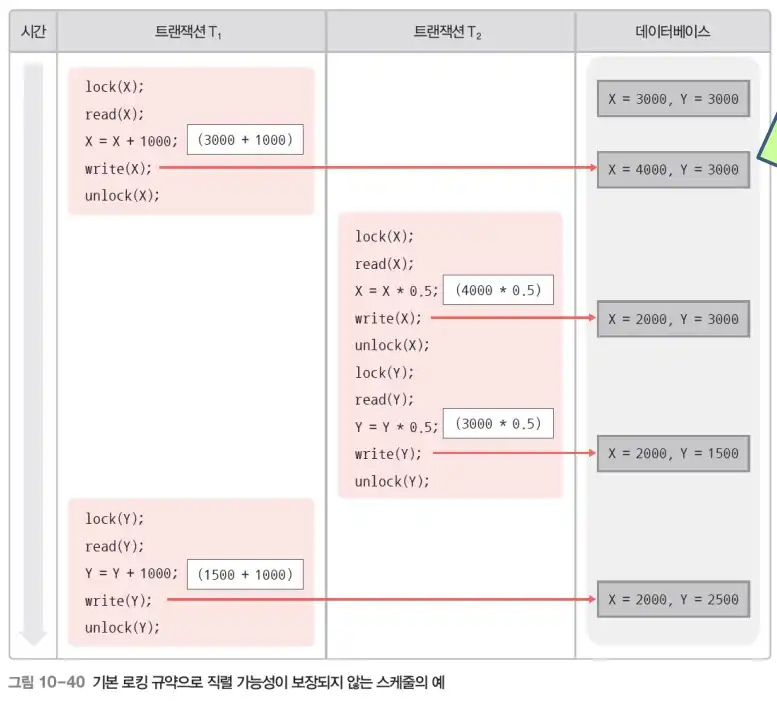 시간 트랜잭션 T₁ 트랜잭션 T₂ 데이터베이스
lock(X);
X = 3000, Y = 3000
read(X);
X = X + 1000; (3000 + 1000)
write(X); X = 4000, Y = 3000
unlock(X);
lock(X);
read(X);
X = X * 0.5; (4000 * 0.5)
write(X); X = 2000, Y = 3000
unlock(X);
lock(Y);
read(Y);
Y = Y * 0.5; (3000 * 0.5)
write(Y); X = 2000, Y = 1500
unlock(Y);
lock(Y);
read(Y);
Y = Y + 1000; (1500 + 1000)
write(Y); X = 2000, Y = 2500
unlock(Y);
그림 10-40 기본 로킹 규약으로 직렬 가능성이 보장되지 않는 스케줄의 예